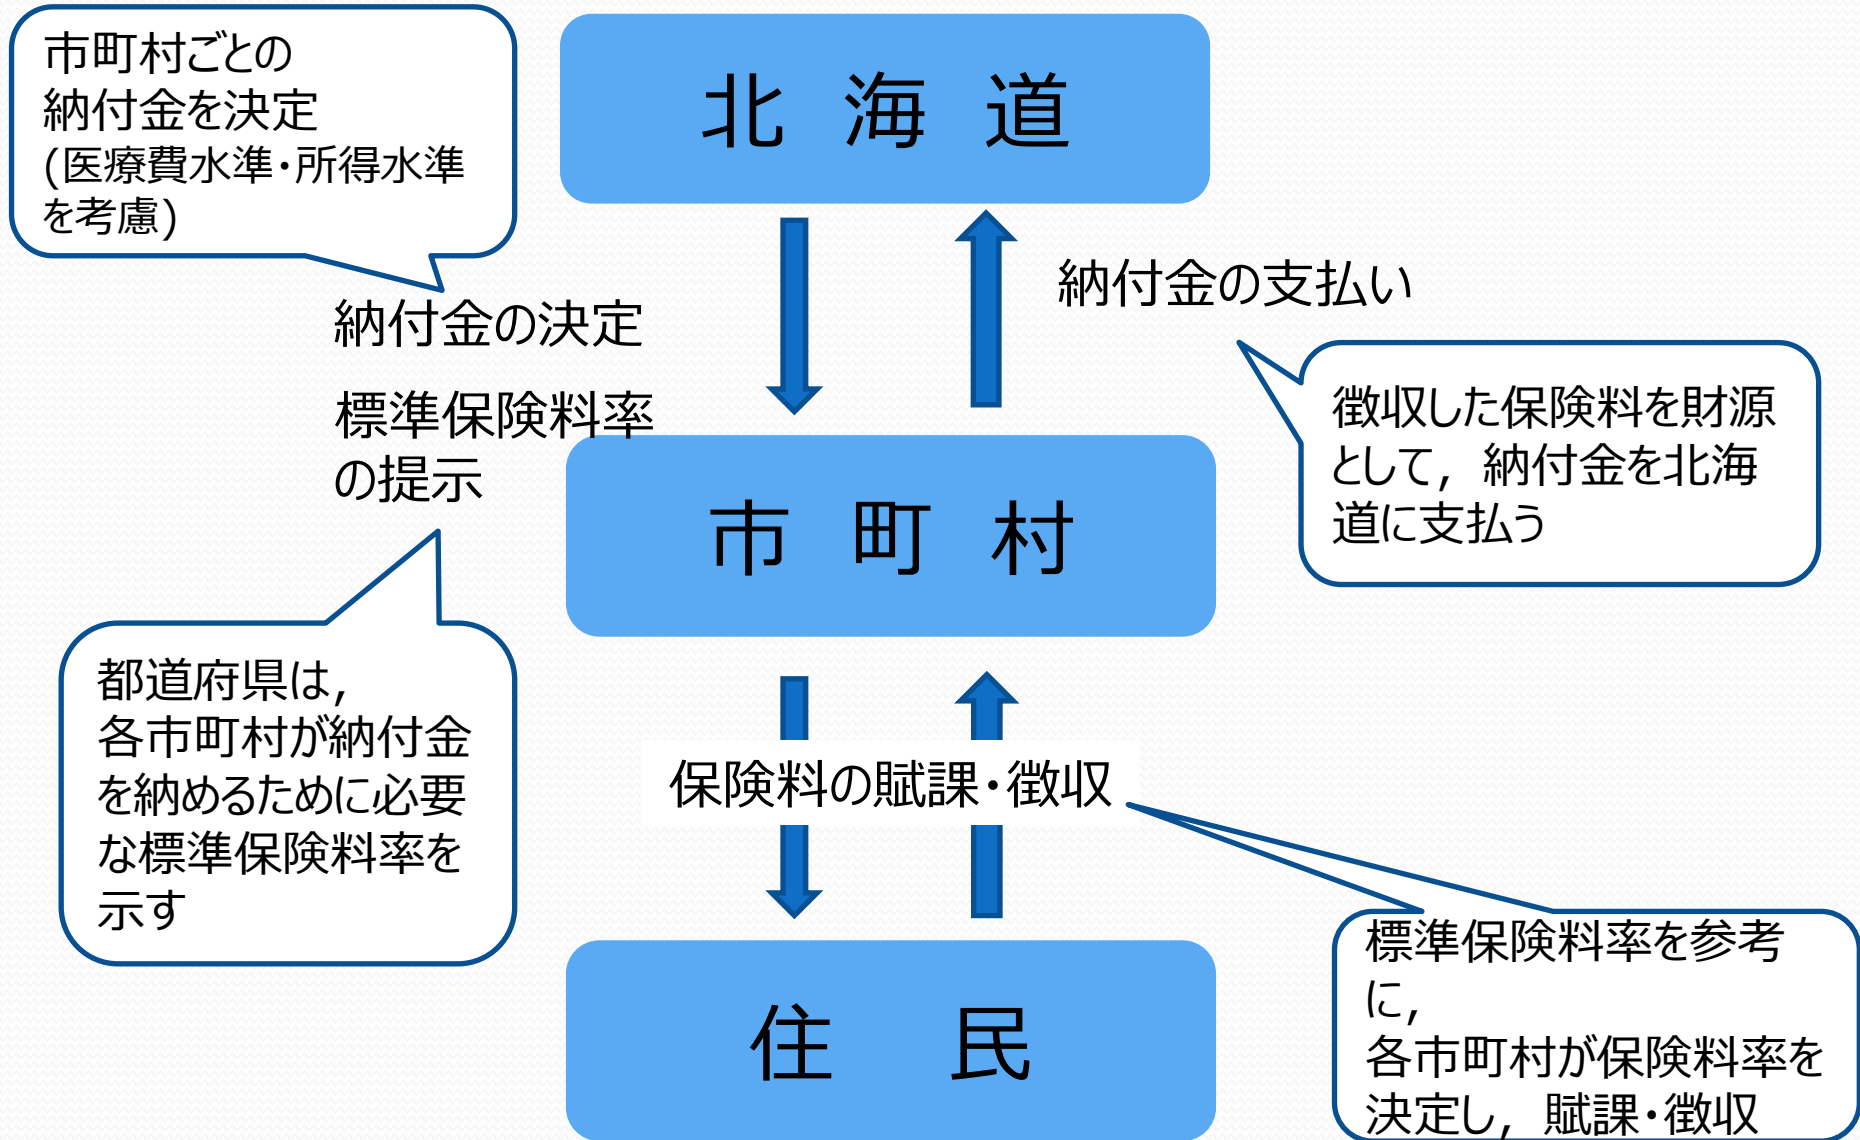 市町村ごとの
納付金を決定
(医療費水準・所得水準
を考慮)
北 海 道
納付金の決定
納付金の支払い
標準保険料率
の提示
徴収した保険料を財源
として, 納付金を北海
道に支払う
市 町 村
都道府県は,
各市町村が納付金
を納めるために必要
な標準保険料率を
示す
保険料の賦課・徴収
標準保険料率を参考
に,
各市町村が保険料率を
決定し, 賦課・徴収
住 民